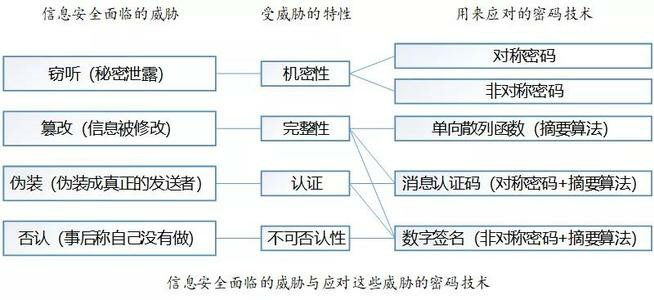 信息安全面临的威胁 受威胁的特性 用来应对的密码技术
窃听（秘密泄露） 机密性 对称密码
非对称密码
篡改（信息被修改） 完整性 单向散列函数（摘要算法）
伪装（伪装成真正的发送者） 认证 消息认证码（对称密码+摘要算法）
否认（事后称自己没有做） 不可否认性 数字签名（非对称密码+摘要算法）
信息安全面临的威胁与应对这些威胁的密码技术